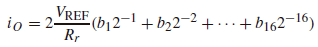 i_O = 2 V_REF/R_r (b_1 2^{-1} + b_2 2^{-2} + ··· + b_16 2^{-16})